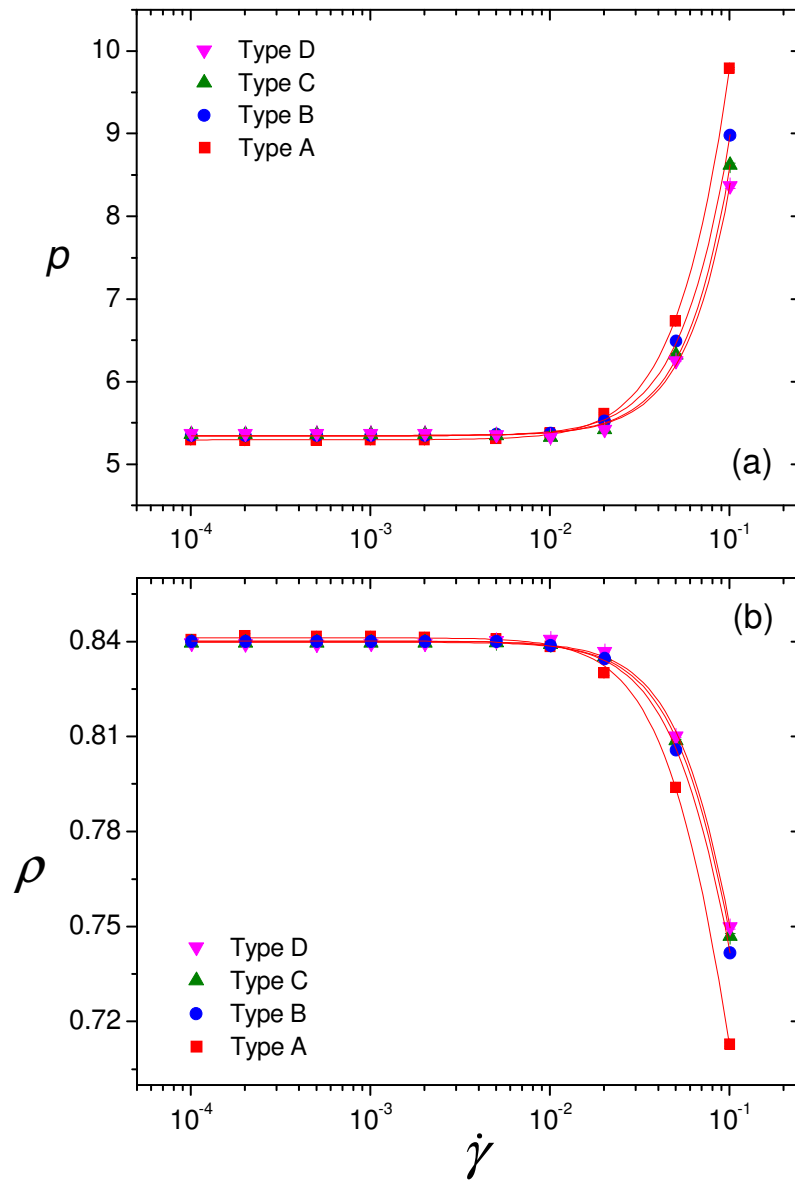 10
9
8
7
6
5
p
Type D
Type C
Type B
Type A
(a)
10⁻⁴ 10⁻³ 10⁻² 10⁻¹
0.84
0.81
0.78
0.75
0.72
ρ
(b)
Type D
Type C
Type B
Type A
10⁻⁴ 10⁻³ 10⁻² 10⁻¹
γ̇